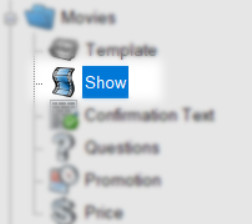 Movies
Template
Show
Confirmation Text
Questions
Promotion
Price